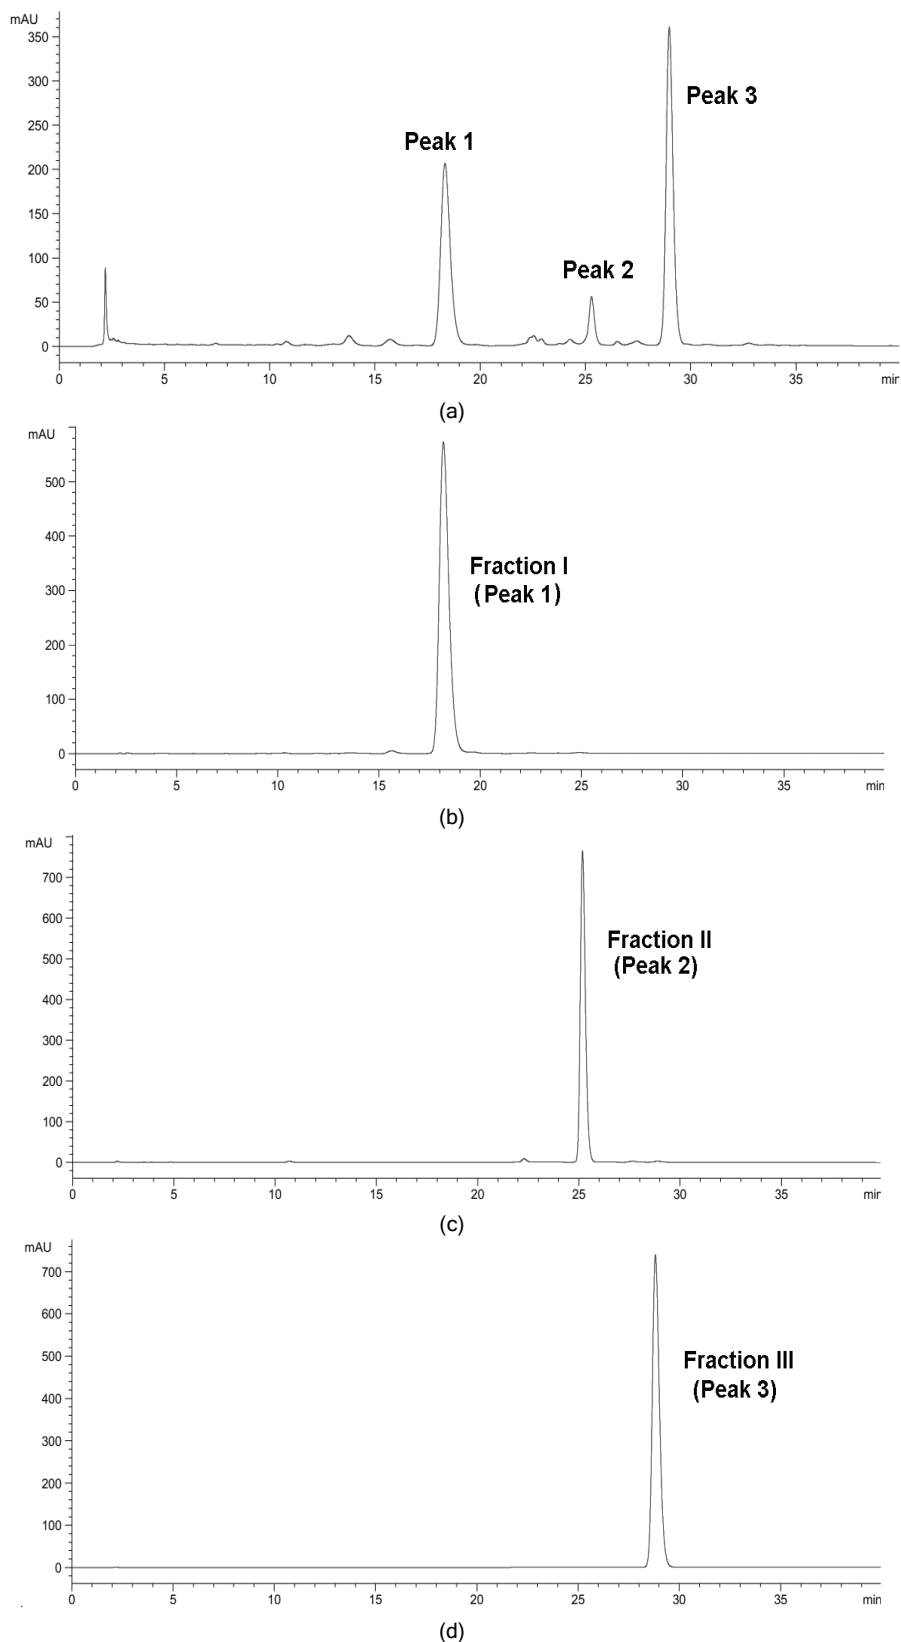 mAU
350
300
250
200
150
100
50
0
Peak 1
Peak 2
Peak 3
0 5 10 15 20 25 30 35 min
(a)
mAU
500
400
300
200
100
0
Fraction I
(Peak 1)
0 5 10 15 20 25 30 35 min
(b)
mAU
700
600
500
400
300
200
100
0
Fraction II
(Peak 2)
0 5 10 15 20 25 30 35 min
(c)
mAU
700
600
500
400
300
200
100
0
Fraction III
(Peak 3)
0 5 10 15 20 25 30 35 min
(d)